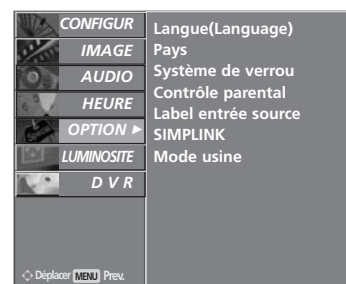 CONFIGUR
IMAGE
AUDIO
HEURE
OPTION ►
LUMINOSITE
D V R
Langue(Language)
Pays
Système de verrou
Contrôle parental
Label entrée source
SIMPLINK
Mode usine
Déplacer MENU Prev.